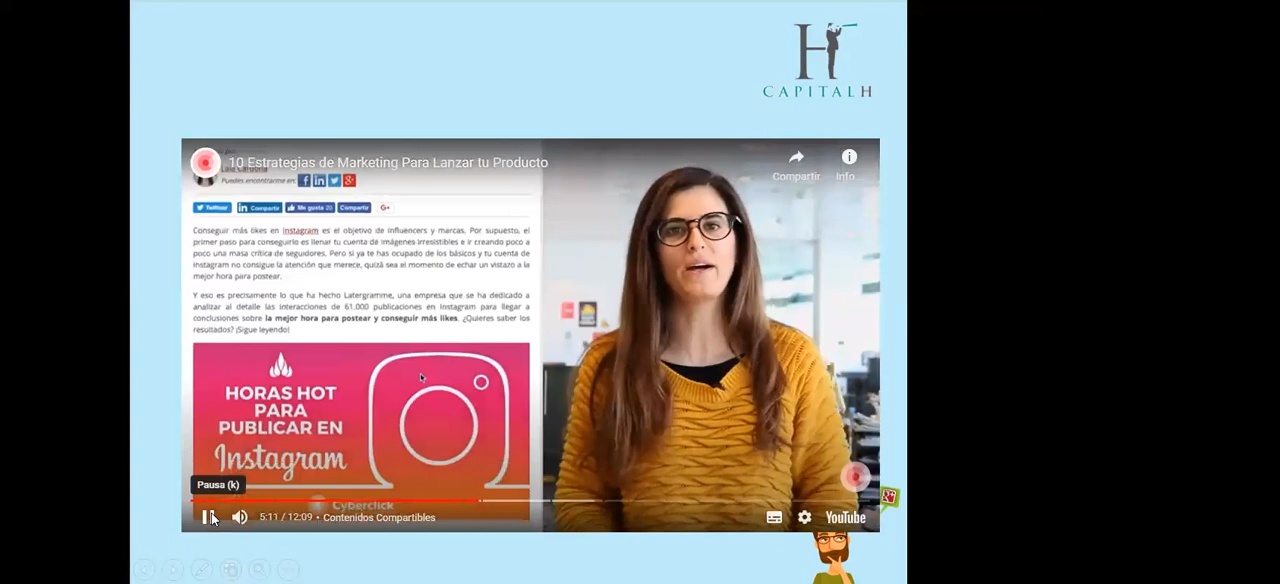 H
CAPITALH
10 Estrategias de Marketing Para Lanzar tu Producto
Compartir
Info
Laia Cardona
Puedes encontrarme en:
Twittear
Compartir
Me gusta 20
Compartir
G+
Conseguir más likes en Instagram es el objetivo de influencers y marcas. Por supuesto, el
primer paso para conseguirlo es llenar tu cuenta de imágenes irresistibles e ir creando poco a
poco una masa crítica de seguidores. Pero si ya te has ocupado de los básicos y tu cuenta de
instagram no consigue la atención que merece, quizá sea el momento de echar un vistazo a la
mejor hora para postear.
Y eso es precisamente lo que ha hecho Latergramme, una empresa que se ha dedicado a
analizar al detalle las interacciones de 61,000 publicaciones en Instagram para llegar a
conclusiones sobre la mejor hora para postear y conseguir más likes. ¿Quieres saber los
resultados? ¡Sigue leyendo!
HORAS HOT
PARA
PUBLICAR EN
Instagram
Cyberclick
Pausa (k)
5:11 / 12:09 • Contenidos Compartibles
YouTube